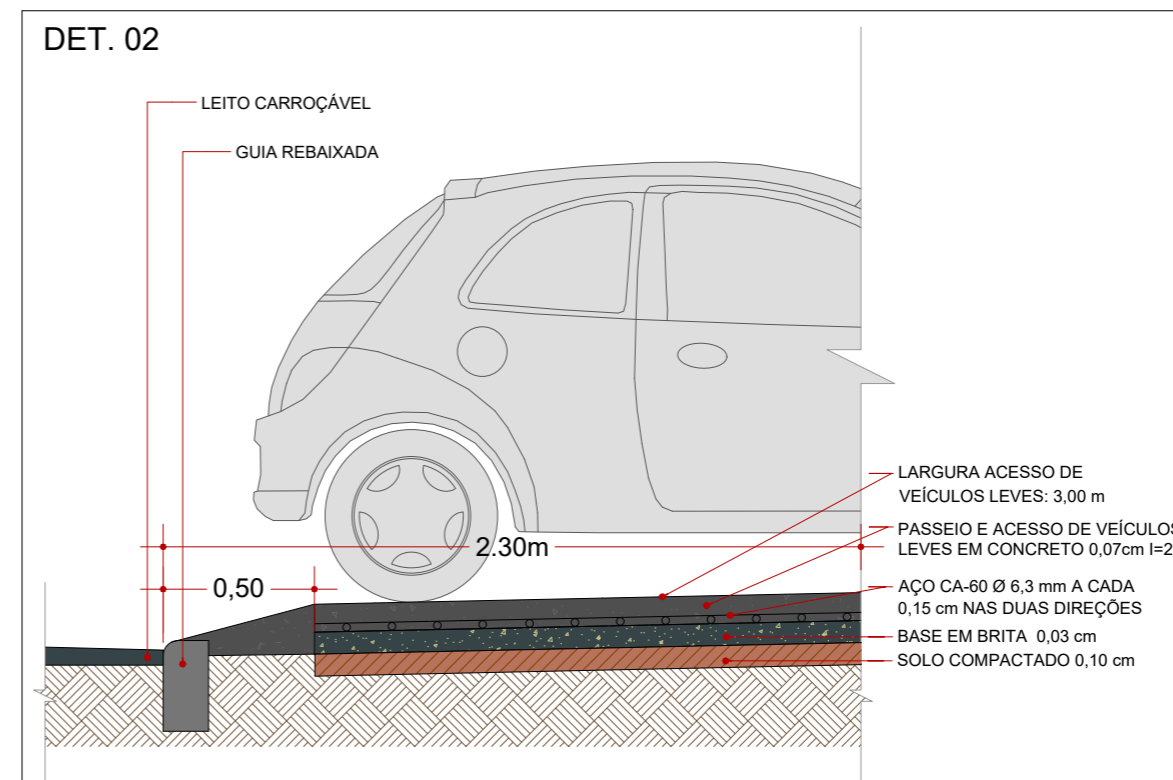 DET. 02
LEITO CARROÇÁVEL
GUIA REBAIXADA
LARGURA ACESSO DE
VEÍCULOS LEVES: 3,00 m
PASSEIO E ACESSO DE VEÍCULOS
LEVES EM CONCRETO 0,07cm I=2
2.30m
0,50
AÇO CA-60 Ø 6,3 mm A CADA
0,15 cm NAS DUAS DIREÇÕES
BASE EM BRITA 0,03 cm
SOLO COMPACTADO 0,10 cm